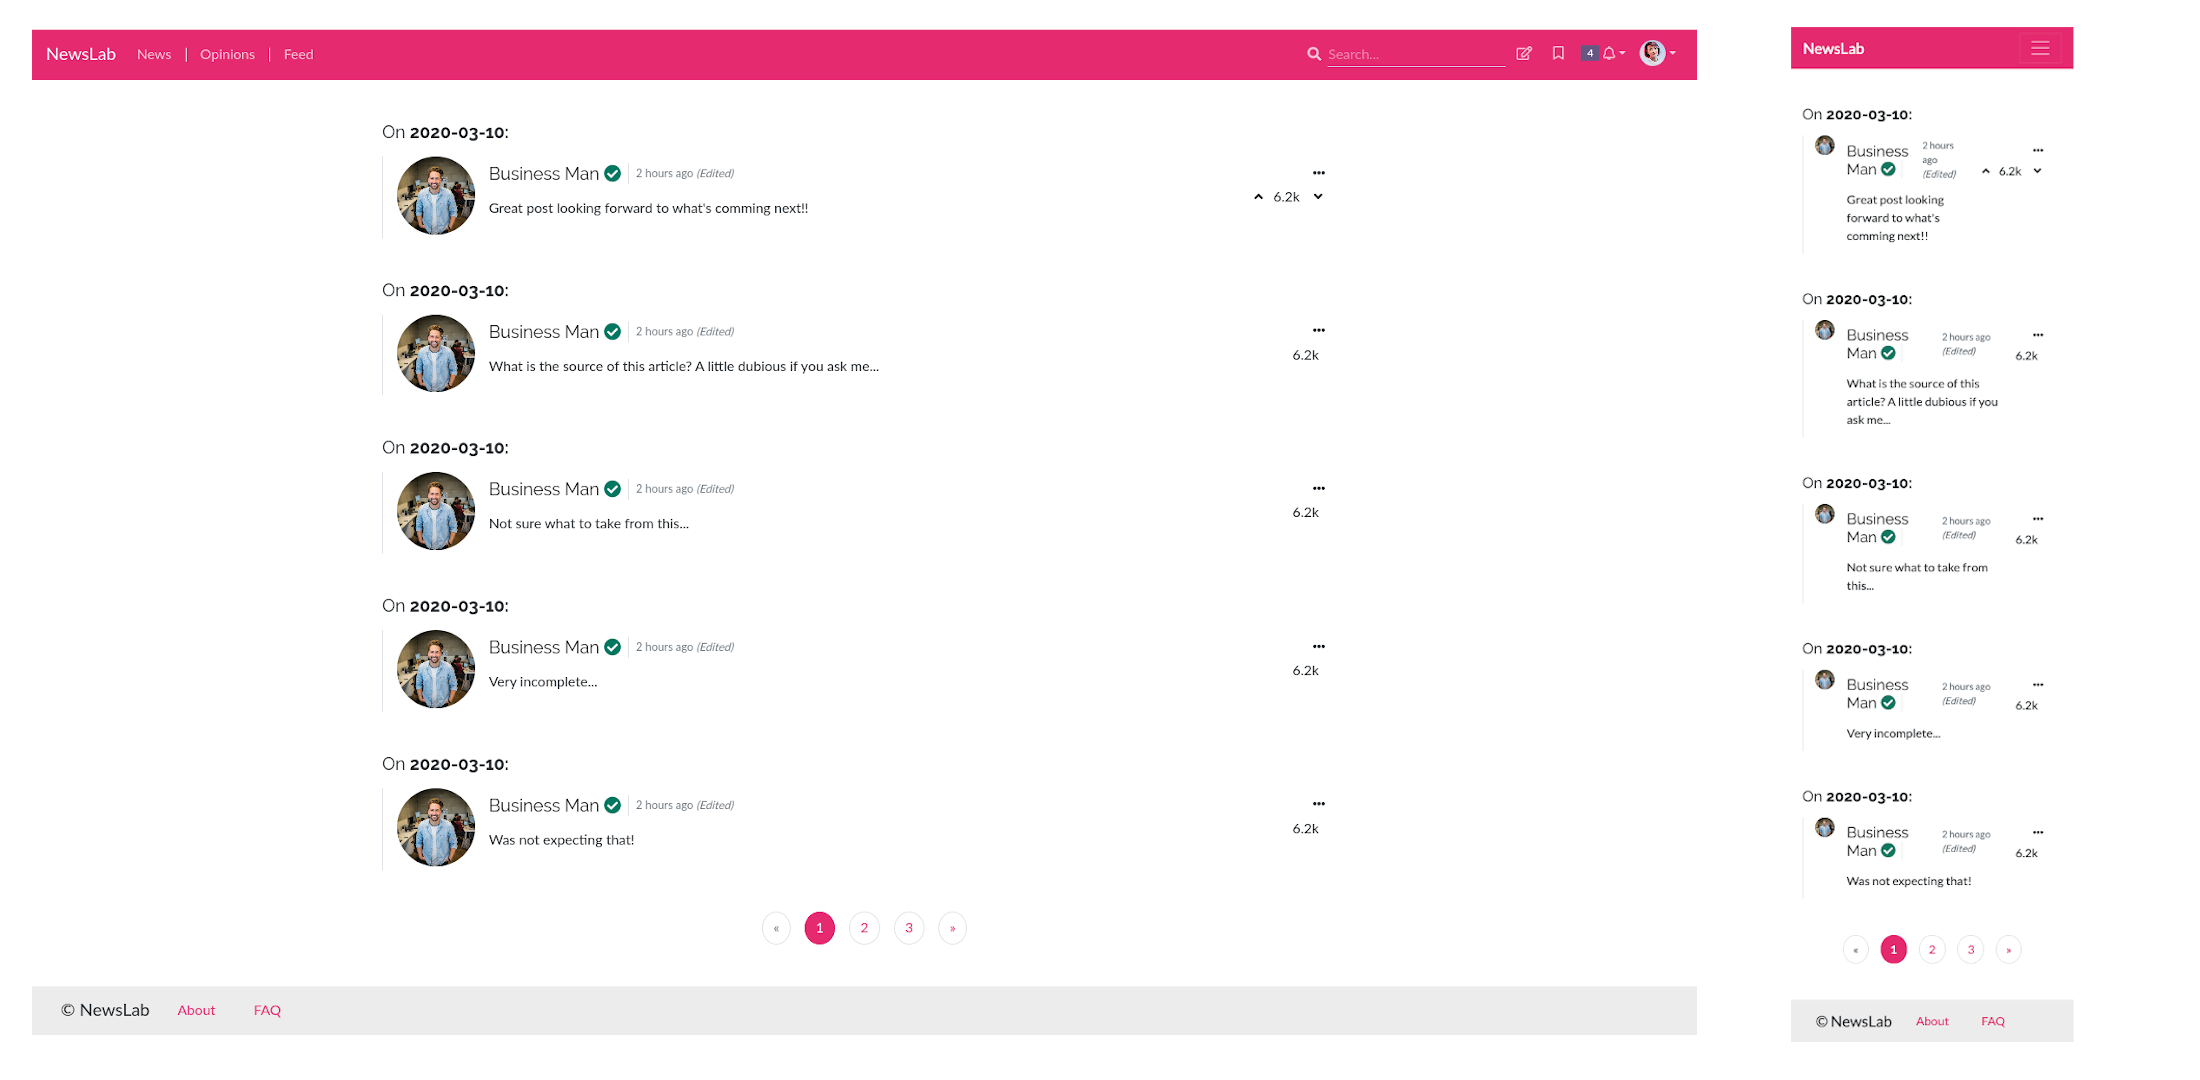 NewsLab News | Opinions | Feed Search... 4
On 2020-03-10:
Business Man 2 hours ago (Edited)
Great post looking forward to what's comming next!!
6.2k
On 2020-03-10:
Business Man 2 hours ago (Edited)
What is the source of this article? A little dubious if you ask me...
6.2k
On 2020-03-10:
Business Man 2 hours ago (Edited)
Not sure what to take from this...
6.2k
On 2020-03-10:
Business Man 2 hours ago (Edited)
Very incomplete...
6.2k
On 2020-03-10:
Business Man 2 hours ago (Edited)
Was not expecting that!
6.2k
« 1 2 3 »
© NewsLab About FAQ
NewsLab
On 2020-03-10:
Business
Man
2 hours
ago
(Edited)
6.2k
Great post looking
forward to what's
comming next!!
On 2020-03-10:
Business
Man
2 hours ago
(Edited)
6.2k
What is the source of this
article? A little dubious if you
ask me...
On 2020-03-10:
Business
Man
2 hours ago
(Edited)
6.2k
Not sure what to take from
this...
On 2020-03-10:
Business
Man
2 hours ago
(Edited)
6.2k
Very incomplete...
On 2020-03-10:
Business
Man
2 hours ago
(Edited)
6.2k
Was not expecting that!
« 1 2 3 »
© NewsLab About FAQ